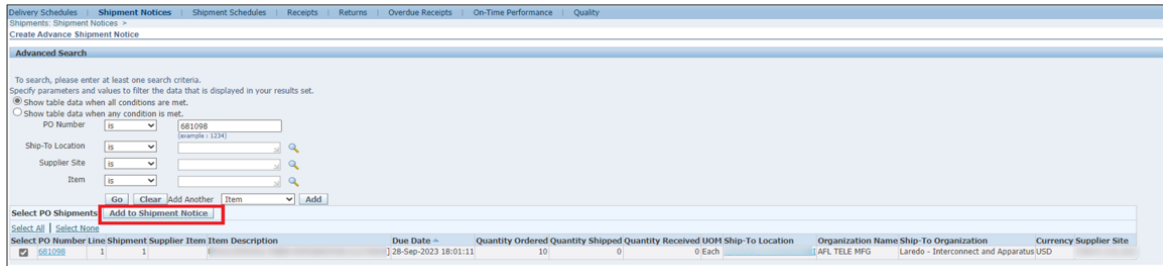 Delivery Schedules | Shipment Notices | Shipment Schedules | Receipts | Returns | Overdue Receipts | On-Time Performance | Quality
Shipments: Shipment Notices >
Create Advance Shipment Notice
Advanced Search
To search, please enter at least one search criteria.
Specify parameters and values to filter the data that is displayed in your results set.
Show table data when all conditions are met.
Show table data when any condition is met.
PO Number is 681098
(example : 1234)
Ship-To Location is
Supplier Site is
Item is
Go Clear Add Another Item Add
Select PO Shipments: Add to Shipment Notice
Select All | Select None
Select PO Number Line Shipment Supplier Item Item Description Due Date Quantity Ordered Quantity Shipped Quantity Received UOM Ship-To Location Organization Name Ship-To Organization Currency Supplier Site
681098 1 1 28-Sep-2023 18:01:11 10 0 0 Each AFL TELE MFG Laredo - Interconnect and Apparatus USD